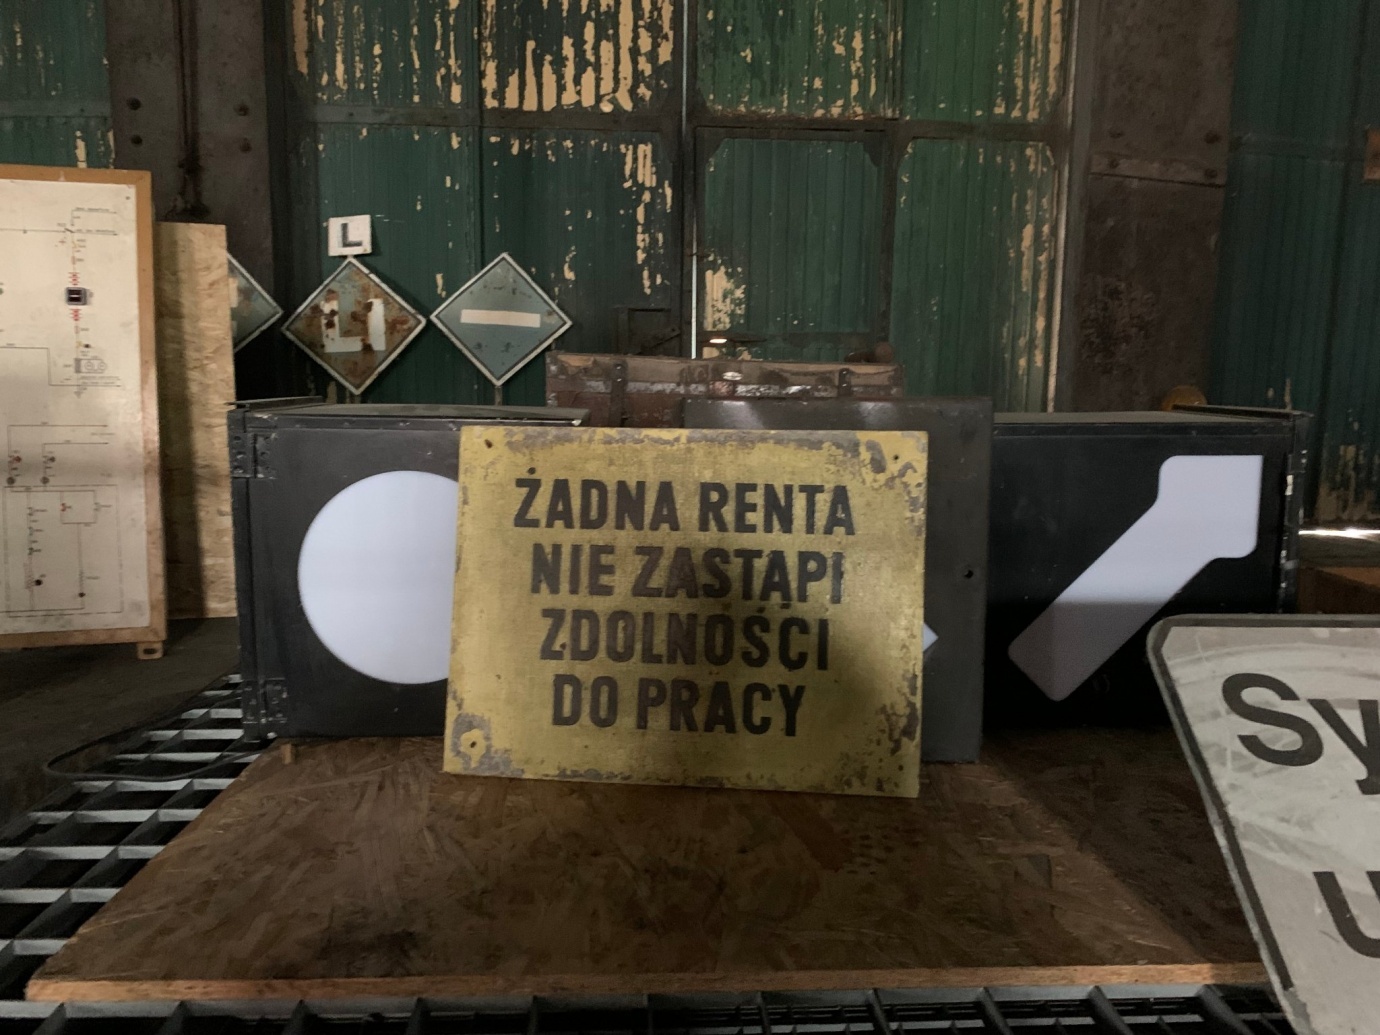 L
ŻADNA RENTA
NIE ZASTĄPI
ZDOLNOŚCI
DO PRACY
Sy
u